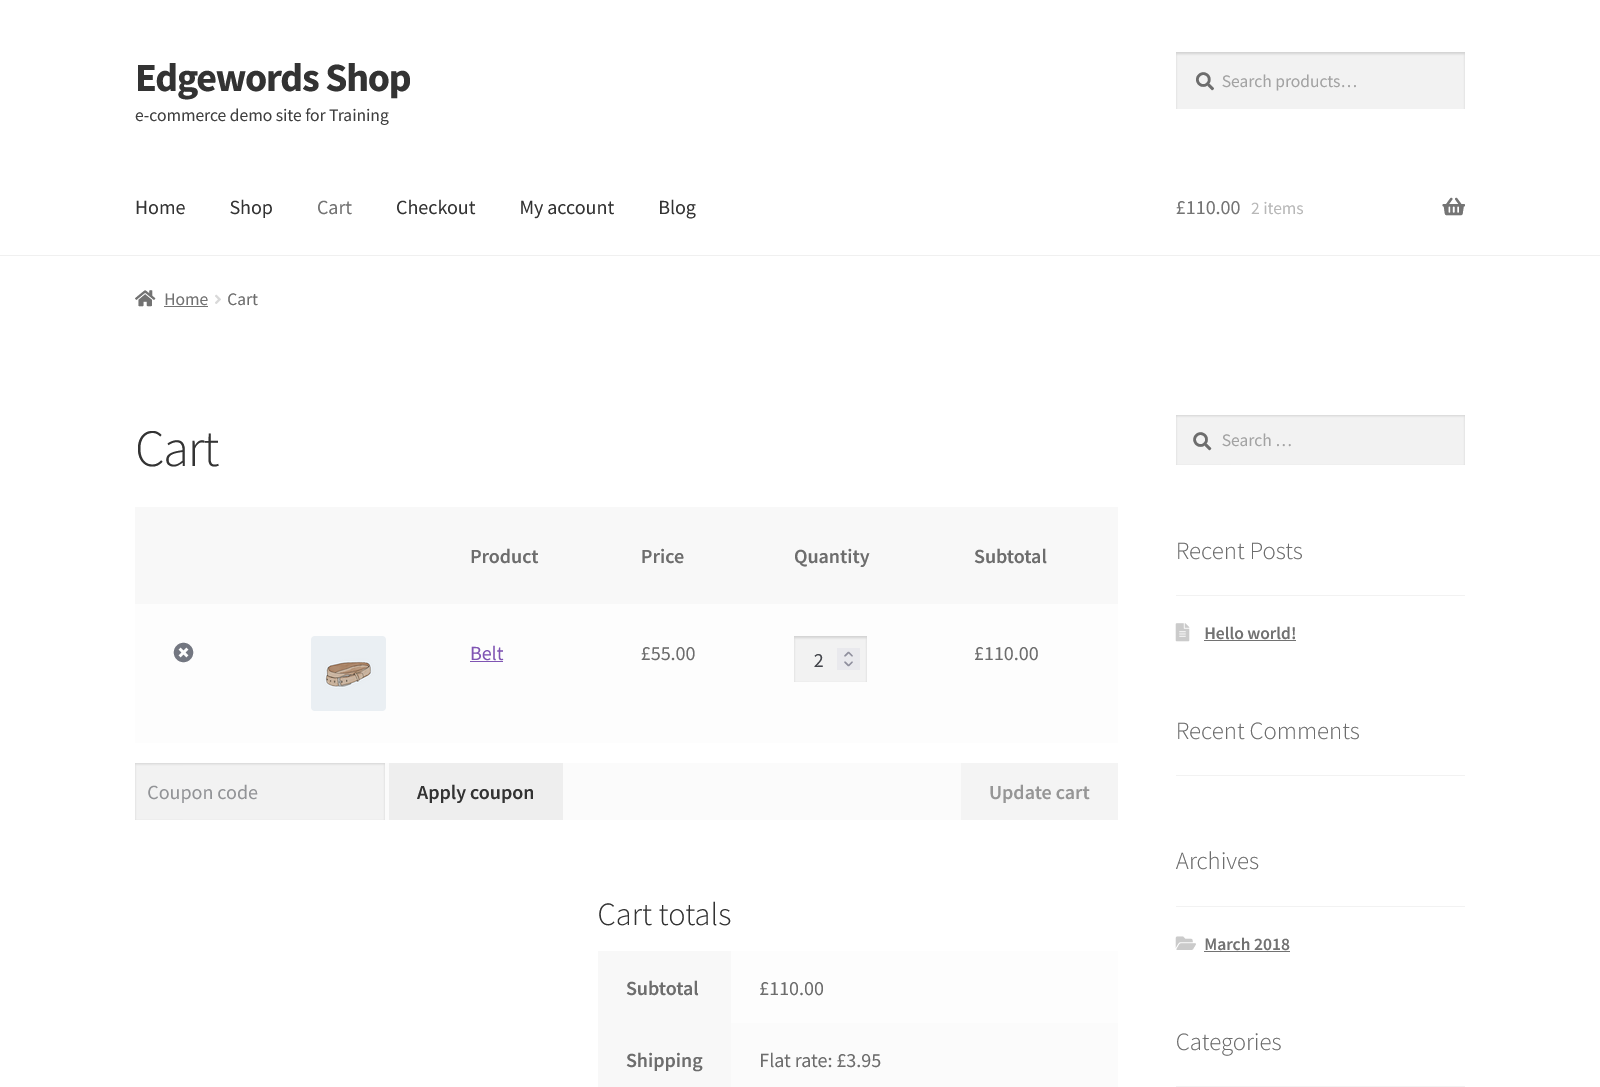 Edgewords Shop
e-commerce demo site for Training
Search products…
Home Shop Cart Checkout My account Blog
£110.00 2 items
Home Cart
Cart
Product Price Quantity Subtotal
Belt £55.00 2 £110.00
Coupon code Apply coupon Update cart
Cart totals
Subtotal £110.00
Shipping Flat rate: £3.95
Search …
Recent Posts
Hello world!
Recent Comments
Archives
March 2018
Categories